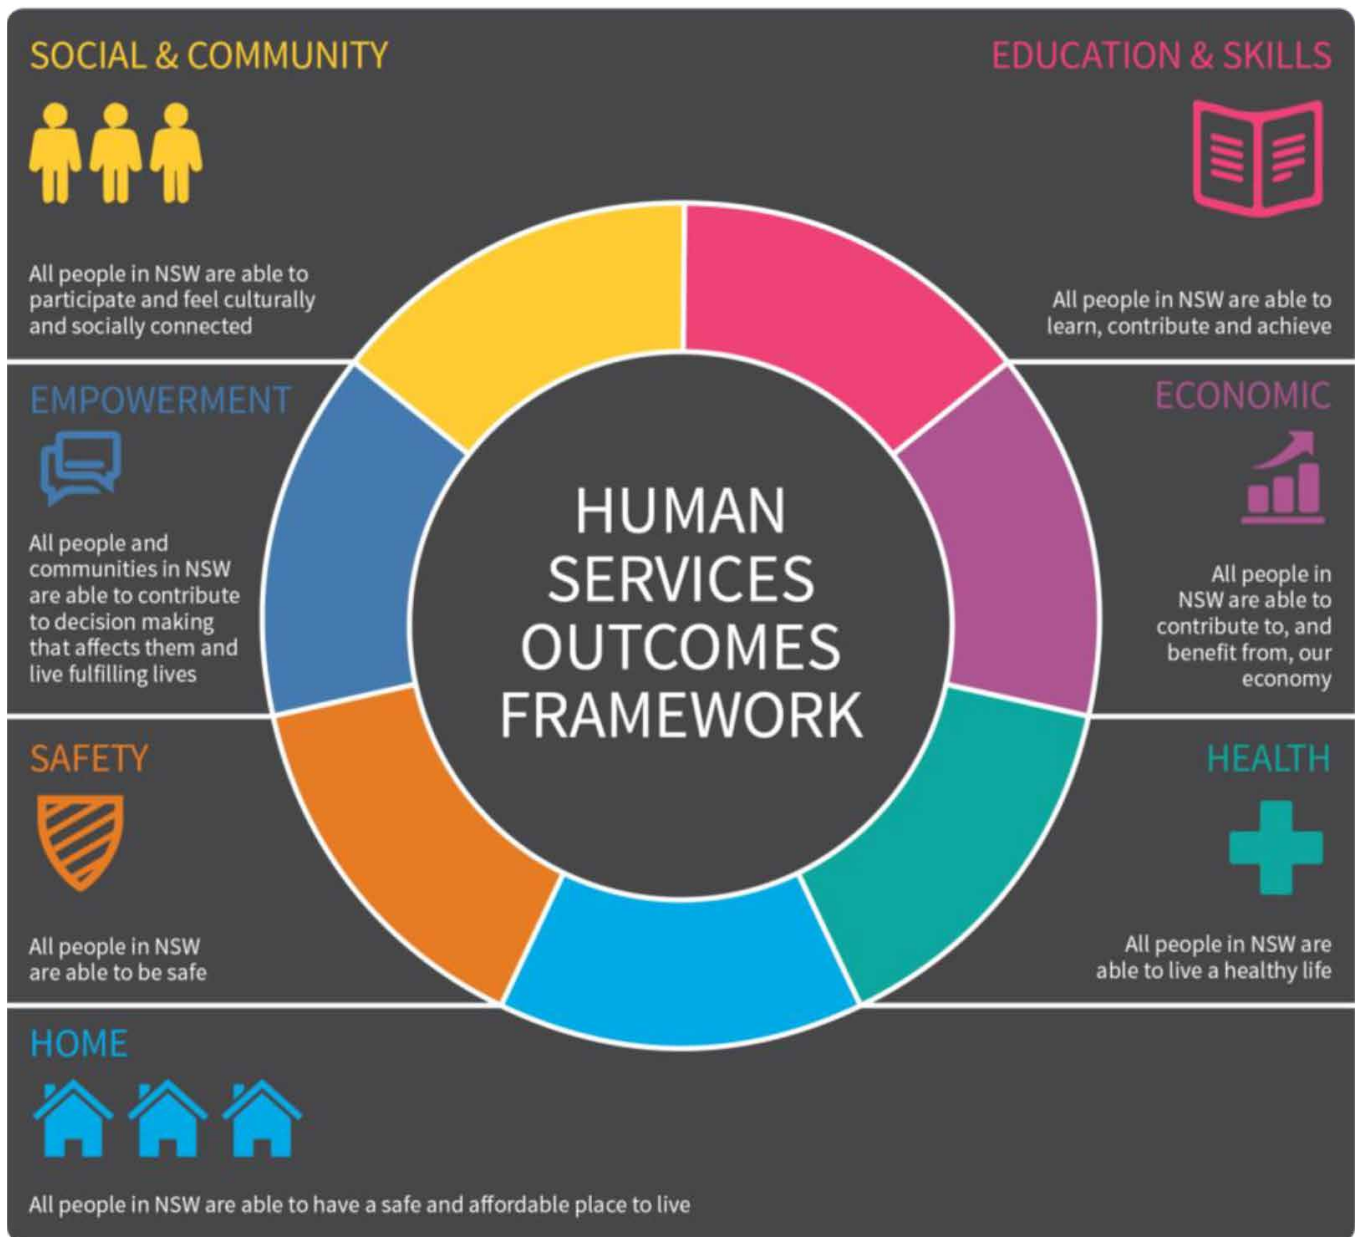 SOCIAL & COMMUNITY
All people in NSW are able to
participate and feel culturally
and socially connected
EDUCATION & SKILLS
All people in NSW are able to
learn, contribute and achieve
EMPOWERMENT
All people and
communities in NSW
are able to contribute
to decision making
that affects them and
live fulfilling lives
HUMAN
SERVICES
OUTCOMES
FRAMEWORK
ECONOMIC
All people in
NSW are able to
contribute to, and
benefit from, our
economy
SAFETY
All people in NSW
are able to be safe
HEALTH
All people in NSW are
able to live a healthy life
HOME
All people in NSW are able to have a safe and affordable place to live